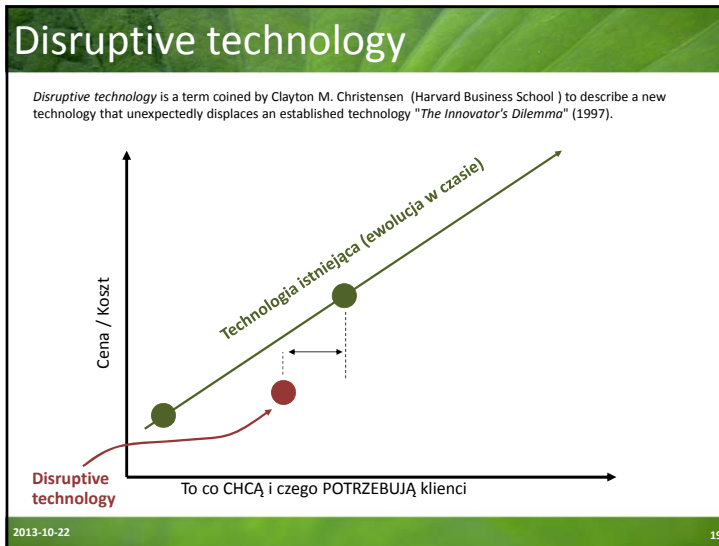 Disruptive technology
Disruptive technology is a term coined by Clayton M. Christensen (Harvard Business School ) to describe a new
technology that unexpectedly displaces an established technology "The Innovator's Dilemma" (1997).
Technologia istniejąca (ewolucja w czasie)
Cena / Koszt
Disruptive
technology
To co CHCĄ i czego POTRZEBUJĄ klienci
2013-10-22
19